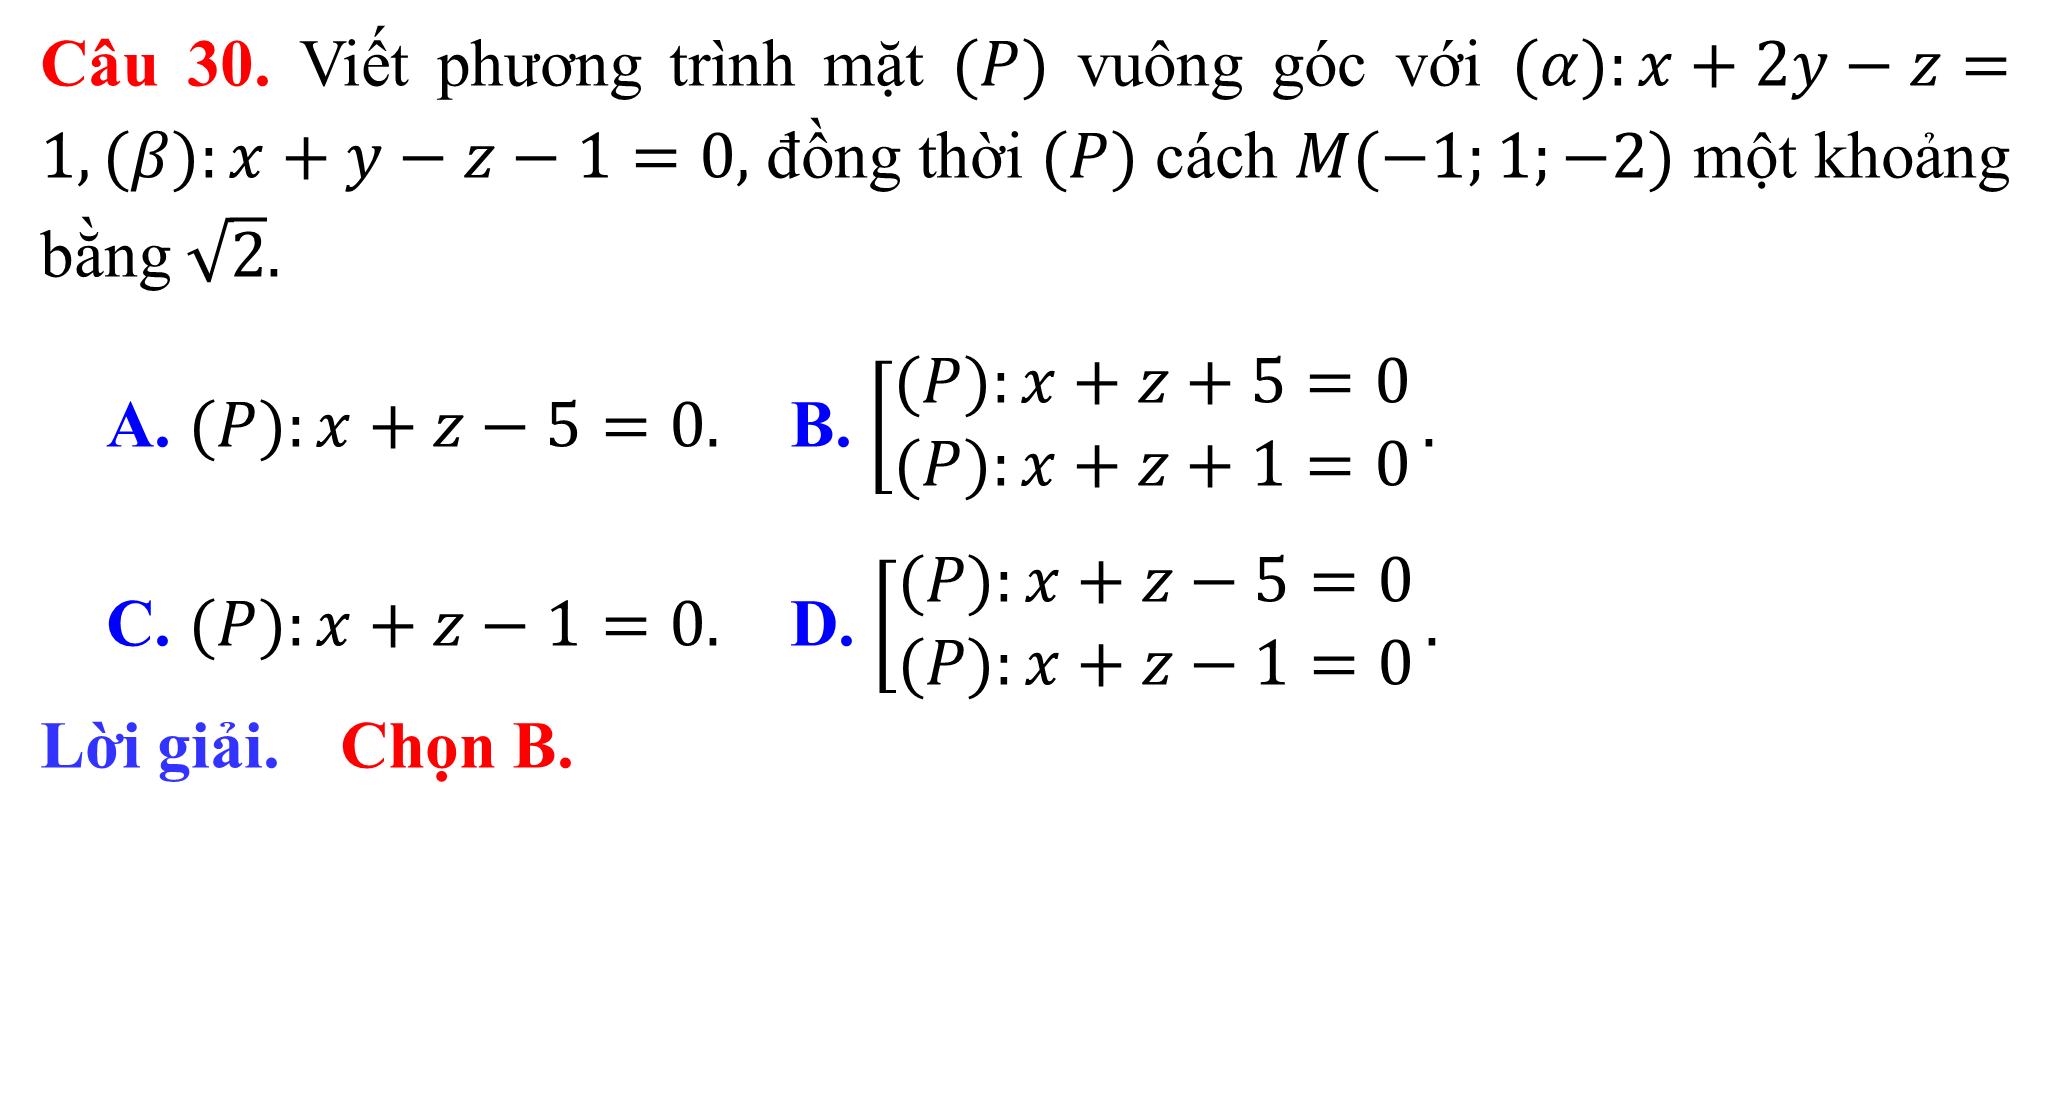 Câu 30. Viết phương trình mặt (P) vuông góc với (α): x + 2y − z =
1, (β): x + y − z − 1 = 0, đồng thời (P) cách M(−1; 1; −2) một khoảng
bằng √2.
A. (P): x + z − 5 = 0. B. [(P): x + z + 5 = 0
(P): x + z + 1 = 0.
C. (P): x + z − 1 = 0. D. [(P): x + z − 5 = 0
(P): x + z − 1 = 0.
Lời giải. Chọn B.